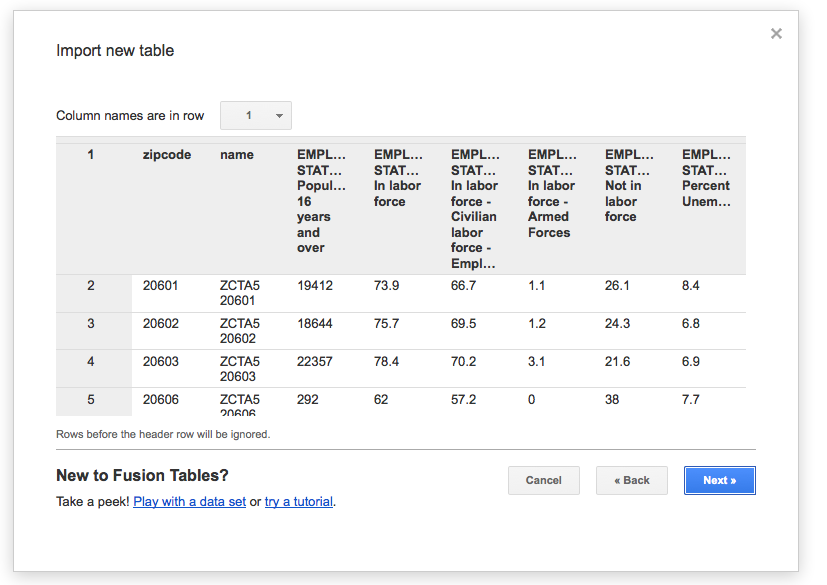 ×
Import new table
Column names are in row 1
1 zipcode name EMPL... EMPL... EMPL... EMPL... EMPL... EMPL...
STAT... STAT... STAT... STAT... STAT... STAT...
Popul... In labor In labor In labor Not in Percent
16 force force - force - labor Unem...
years Civilian Armed force
and labor Forces
over force -
Empl...
2 20601 ZCTA5 19412 73.9 66.7 1.1 26.1 8.4
20601
3 20602 ZCTA5 18644 75.7 69.5 1.2 24.3 6.8
20602
4 20603 ZCTA5 22357 78.4 70.2 3.1 21.6 6.9
20603
5 20606 ZCTA5 292 62 57.2 0 38 7.7
20606
Rows before the header row will be ignored.
New to Fusion Tables?
Take a peek! Play with a data set or try a tutorial.
Cancel « Back Next »